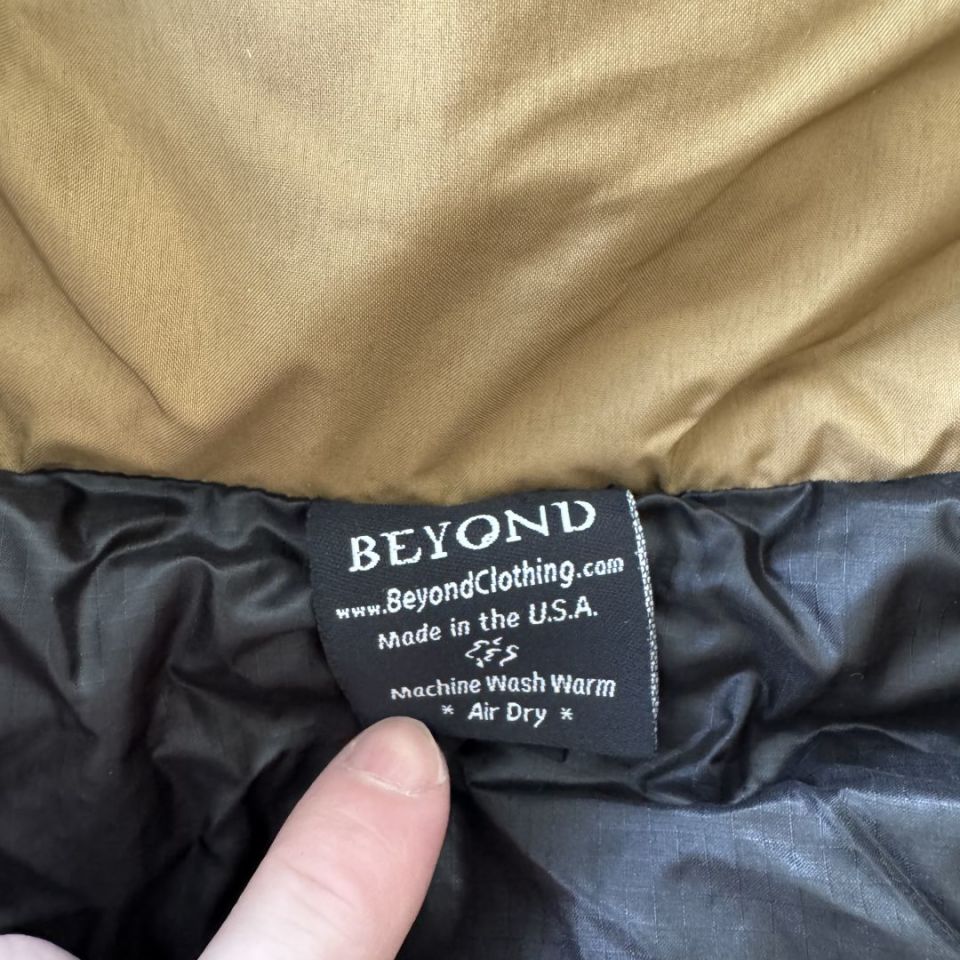 BEYOND
www.BeyondClothing.com
Made in the U.S.A.
Machine Wash Warm
* Air Dry *